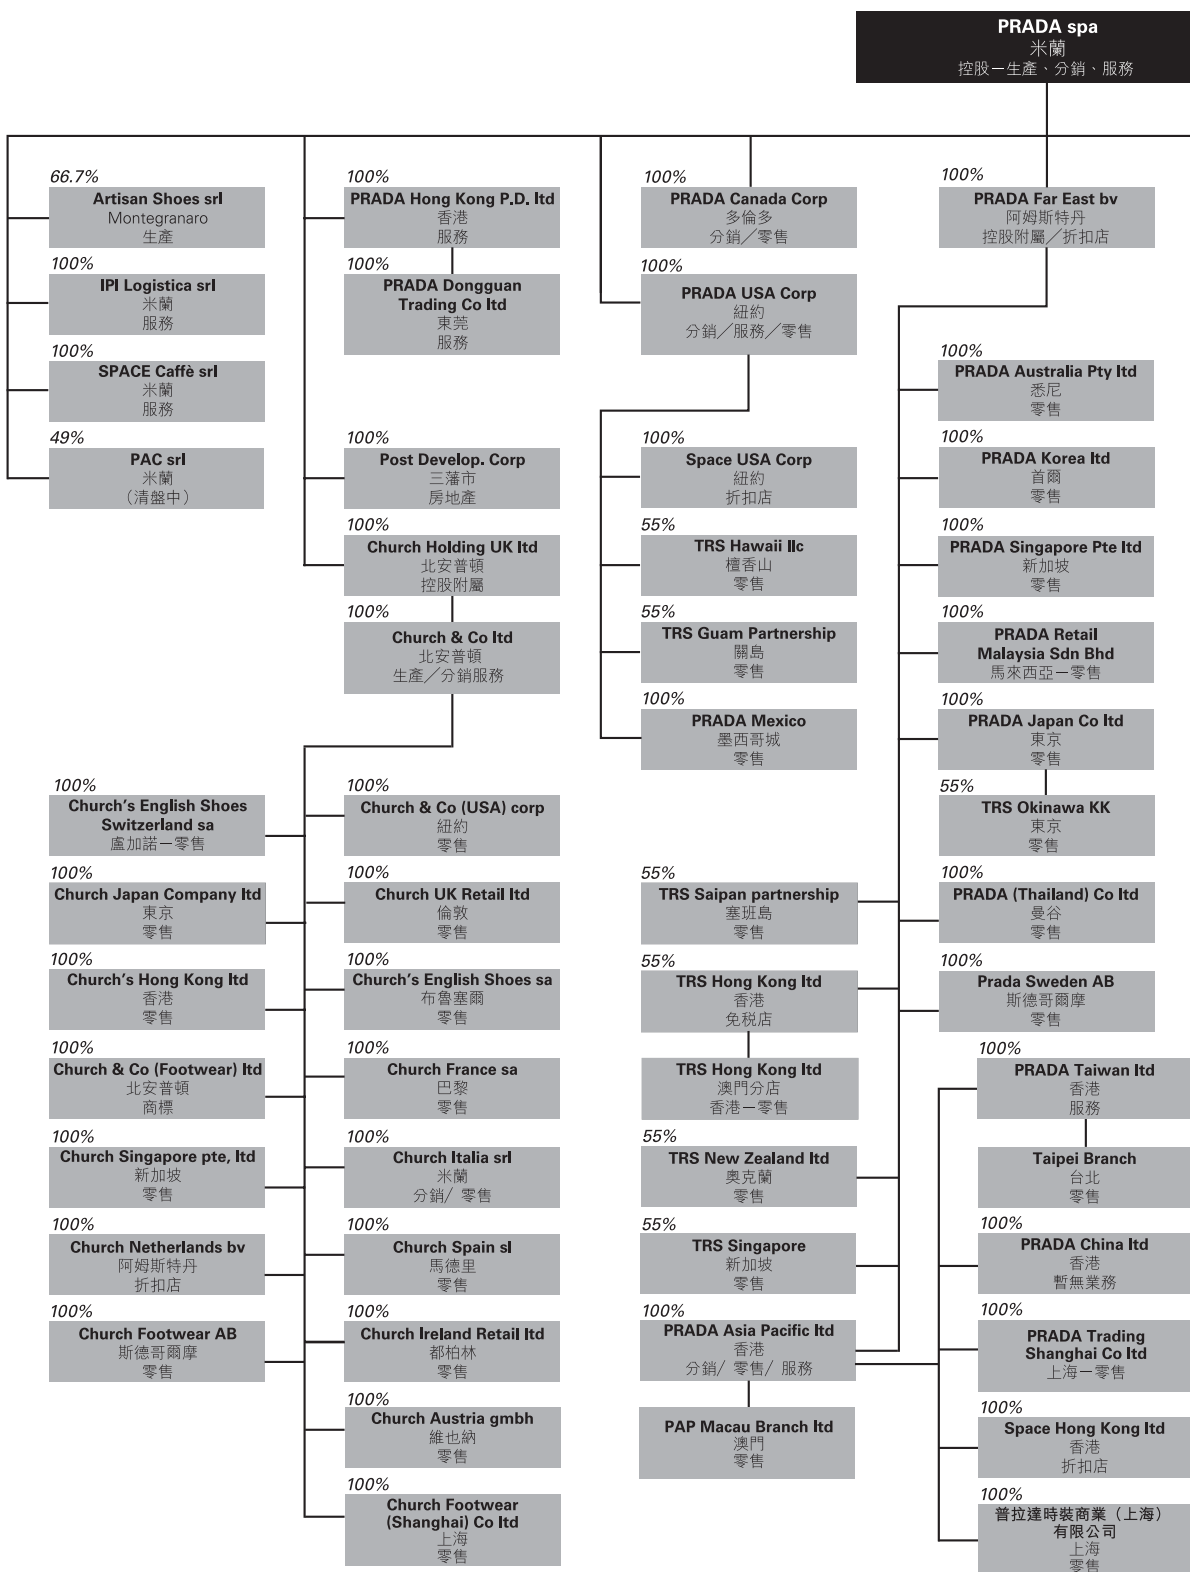 PRADA spa
米蘭
控股－生產、分銷、服務
66.7%
Artisan Shoes srl
Montegranaro
生產
100%
IPI Logistica srl
米蘭
服務
100%
SPACE Caffè srl
米蘭
服務
49%
PAC srl
米蘭
（清盤中）
100%
PRADA Hong Kong P.D. ltd
香港
服務
100%
PRADA Dongguan
Trading Co ltd
東莞
服務
100%
Post Develop. Corp
三藩市
房地產
100%
Church Holding UK ltd
北安普頓
控股附屬
100%
Church & Co ltd
北安普頓
生產／分銷服務
100%
Church's English Shoes
Switzerland sa
盧加諾－零售
100%
Church Japan Company ltd
東京
零售
100%
Church's Hong Kong ltd
香港
零售
100%
Church & Co (Footwear) ltd
北安普頓
商標
100%
Church Singapore pte, ltd
新加坡
零售
100%
Church Netherlands bv
阿姆斯特丹
折扣店
100%
Church Footwear AB
斯德哥爾摩
零售
100%
Church & Co (USA) corp
紐約
零售
100%
Church UK Retail ltd
倫敦
零售
100%
Church's English Shoes sa
布魯塞爾
零售
100%
Church France sa
巴黎
零售
100%
Church Italia srl
米蘭
分銷/ 零售
100%
Church Spain sl
馬德里
零售
100%
Church Ireland Retail ltd
都柏林
零售
100%
Church Austria gmbh
維也納
零售
100%
Church Footwear
(Shanghai) Co ltd
上海
零售
100%
PRADA Canada Corp
多倫多
分銷／零售
100%
PRADA USA Corp
紐約
分銷／服務／零售
100%
Space USA Corp
紐約
折扣店
55%
TRS Hawaii llc
檀香山
零售
55%
TRS Guam Partnership
關島
零售
100%
PRADA Mexico
墨西哥城
零售
55%
TRS Saipan partnership
塞班島
零售
55%
TRS Hong Kong ltd
香港
免稅店
TRS Hong Kong ltd
澳門分店
香港－零售
55%
TRS New Zealand ltd
奧克蘭
零售
55%
TRS Singapore
新加坡
零售
100%
PRADA Asia Pacific ltd
香港
分銷/ 零售/ 服務
PAP Macau Branch ltd
澳門
零售
100%
PRADA Far East bv
阿姆斯特丹
控股附屬／折扣店
100%
PRADA Australia Pty ltd
悉尼
零售
100%
PRADA Korea ltd
首爾
零售
100%
PRADA Singapore Pte ltd
新加坡
零售
100%
PRADA Retail
Malaysia Sdn Bhd
馬來西亞－零售
100%
PRADA Japan Co ltd
東京
零售
55%
TRS Okinawa KK
東京
零售
100%
PRADA (Thailand) Co ltd
曼谷
零售
100%
Prada Sweden AB
斯德哥爾摩
零售
100%
PRADA Taiwan ltd
香港
服務
Taipei Branch
台北
零售
100%
PRADA China ltd
香港
暫無業務
100%
PRADA Trading
Shanghai Co ltd
上海－零售
100%
Space Hong Kong ltd
香港
折扣店
100%
普拉達時裝商業（上海）
有限公司
上海
零售